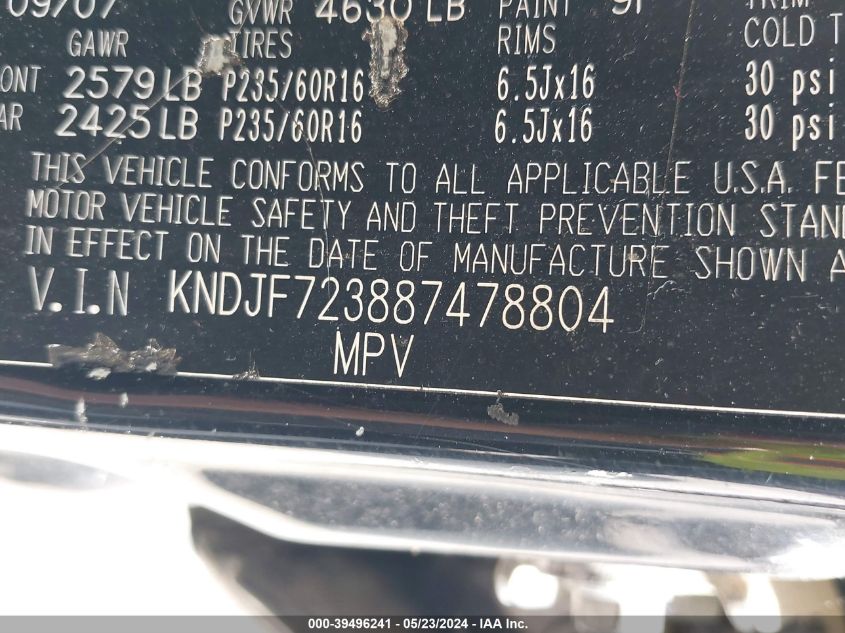 09/07 GVWR 4630 LB PAINT 9F TRIM
GAWR TIRES RIMS COLD T
ONT 2579 LB P235/60R16 6.5Jx16 30 psi
AR 2425 LB P235/60R16 6.5Jx16 30 psi
THIS VEHICLE CONFORMS TO ALL APPLICABLE U.S.A. FE
MOTOR VEHICLE SAFETY AND THEFT PREVENTION STAN
IN EFFECT ON THE DATE OF MANUFACTURE SHOWN A
V.I.N KNDJF723887478804
MPV
000-39496241 - 05/23/2024 - IAA Inc.